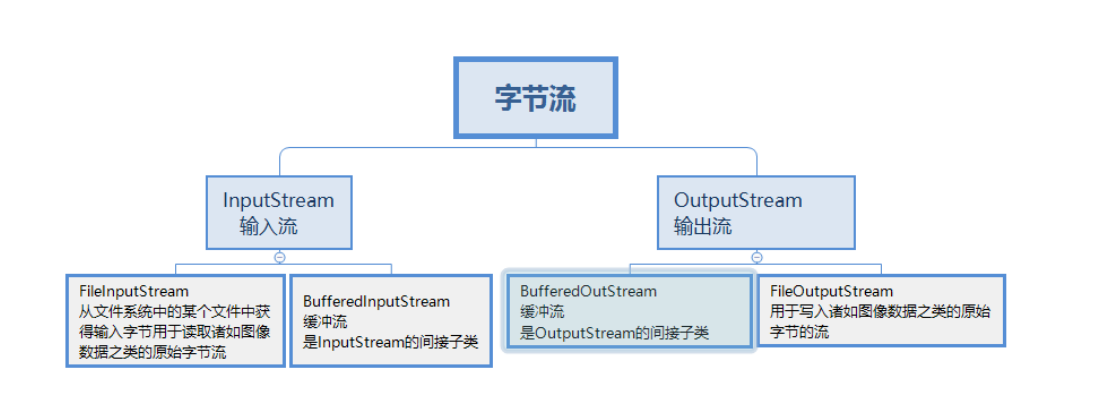 字节流
InputStream
输入流
OutputStream
输出流
FileInputStream
从文件系统中的某个文件中获
得输入字节用于读取诸如图像
数据之类的原始字节流
BufferedInputStream
缓冲流
是InputStream的间接子类
BufferedOutStream
缓冲流
是OutputStream的间接子类
FileOutputStream
用于写入诸如图像数据之类的原始
字节的流